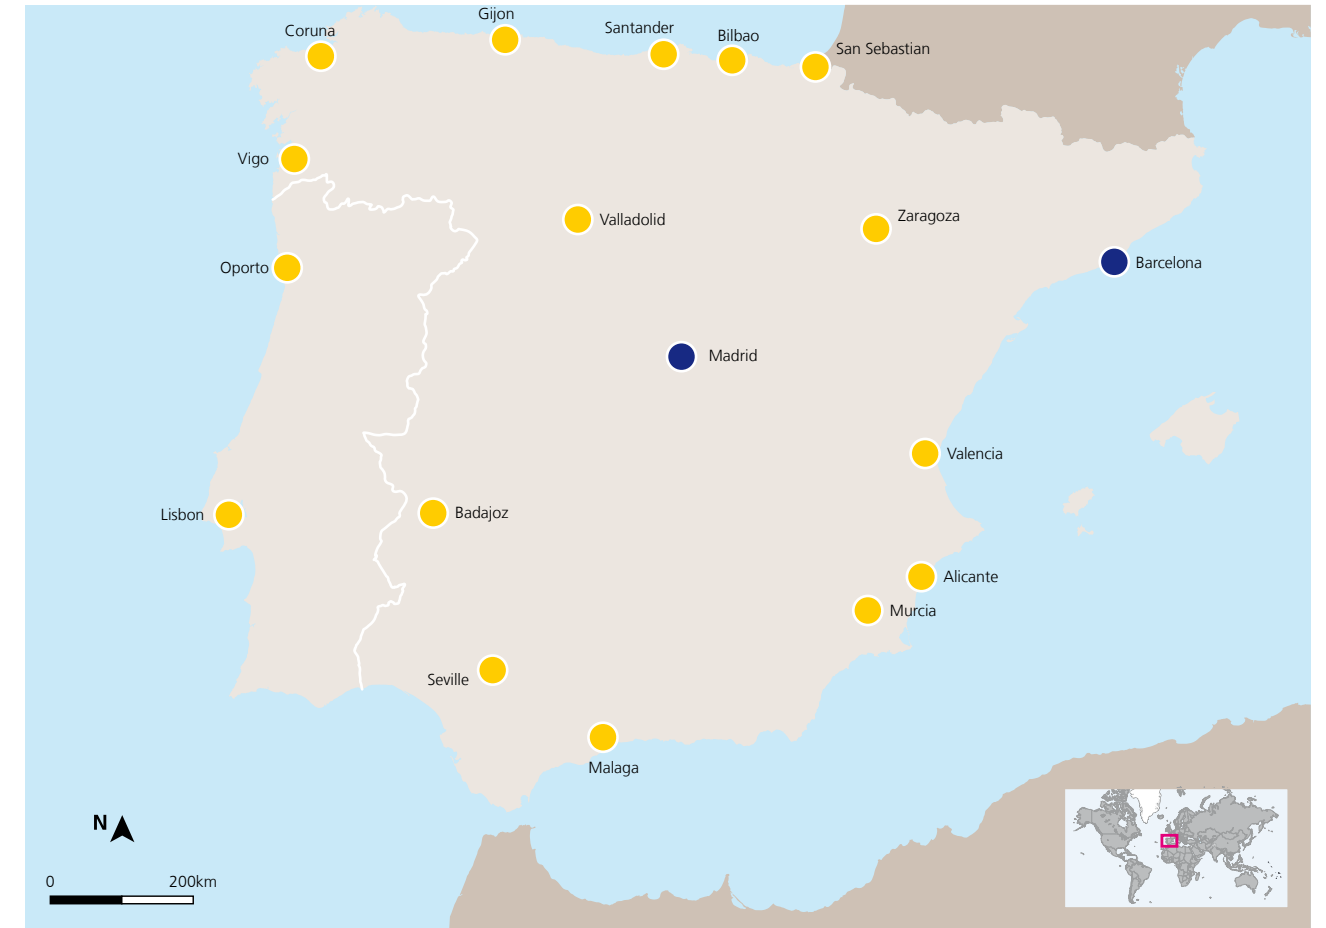 Gijon
Coruna
Santander
Bilbao
San Sebastian
Vigo
Valladolid
Zaragoza
Oporto
Barcelona
Madrid
Valencia
Lisbon
Badajoz
Alicante
Murcia
Seville
Malaga
N
0 200km